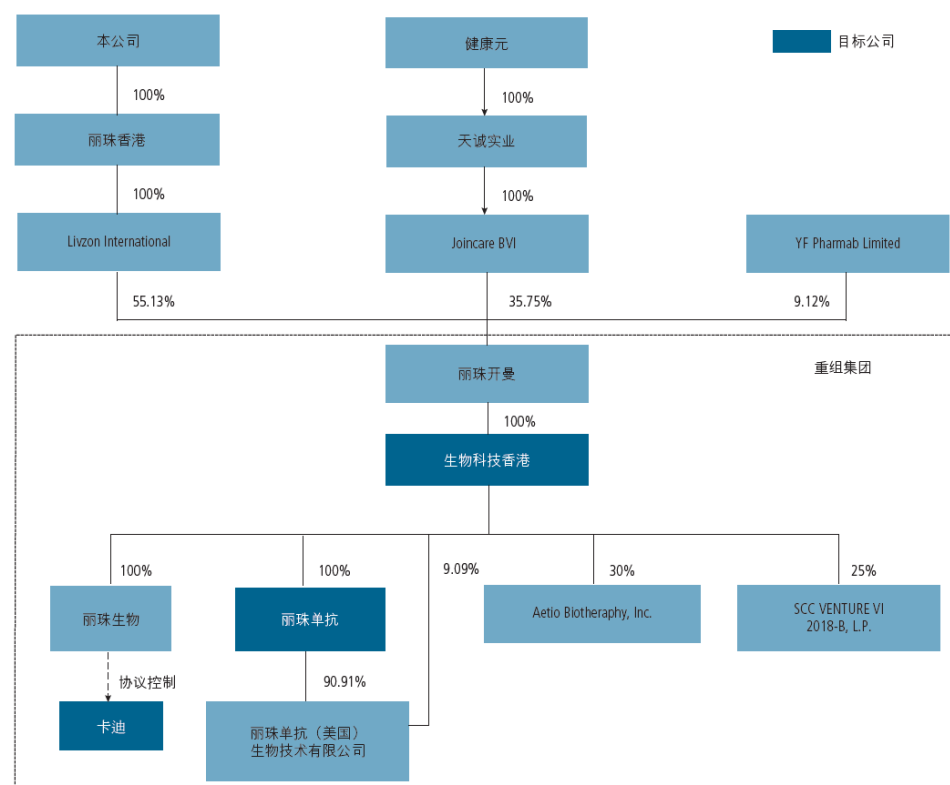 本公司
健康元
目标公司
100%
100%
丽珠香港
天诚实业
100%
100%
Livzon International
Joincare BVI
YF Pharmab Limited
55.13%
35.75%
9.12%
丽珠开曼
重组集团
100%
生物科技香港
100%
100%
9.09%
30%
25%
丽珠生物
丽珠单抗
Aetio Biotheraphy, Inc.
SCC VENTURE VI
2018-B, L.P.
协议控制
90.91%
卡迪
丽珠单抗（美国）
生物技术有限公司